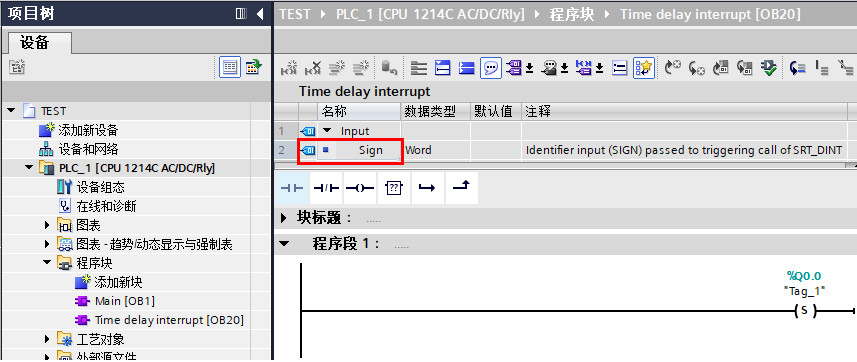 项目树
设备
TEST
添加新设备
设备和网络
PLC_1 [CPU 1214C AC/DC/Rly]
设备组态
在线和诊断
图表
图表 - 趋势/动态显示与强制表
程序块
添加新块
Main [OB1]
Time delay interrupt [OB20]
工艺对象
外部源文件
TEST ▸ PLC_1 [CPU 1214C AC/DC/Rly] ▸ 程序块 ▸ Time delay interrupt [OB20]
Time delay interrupt
名称 数据类型 默认值 注释
1 Input
2 Sign Word Identifier input (SIGN) passed to triggering call of SRT_DINT
??
块标题： .....
程序段 1： .....
%Q0.0
"Tag_1"
S